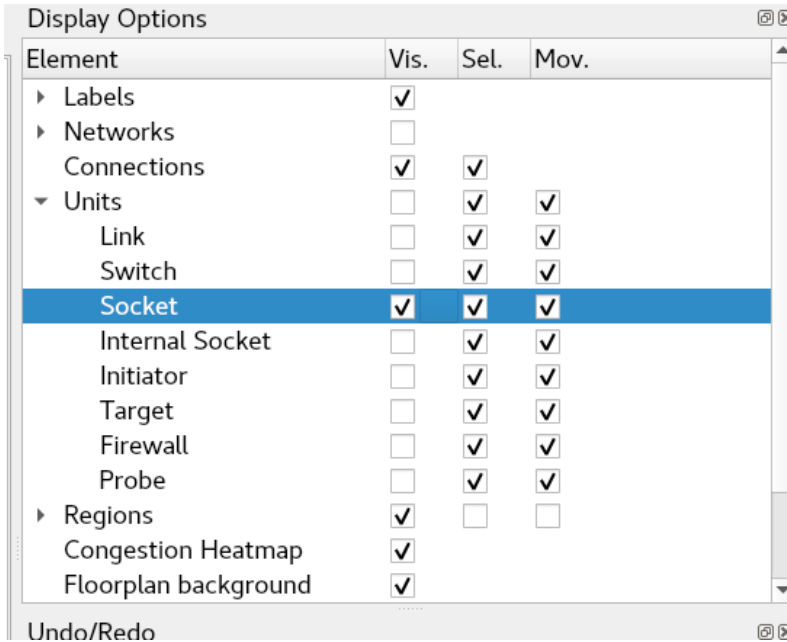 Display Options
Element Vis. Sel. Mov.
Labels
Networks
Connections
Units
Link
Switch
Socket
Internal Socket
Initiator
Target
Firewall
Probe
Regions
Congestion Heatmap
Floorplan background
Undo/Redo